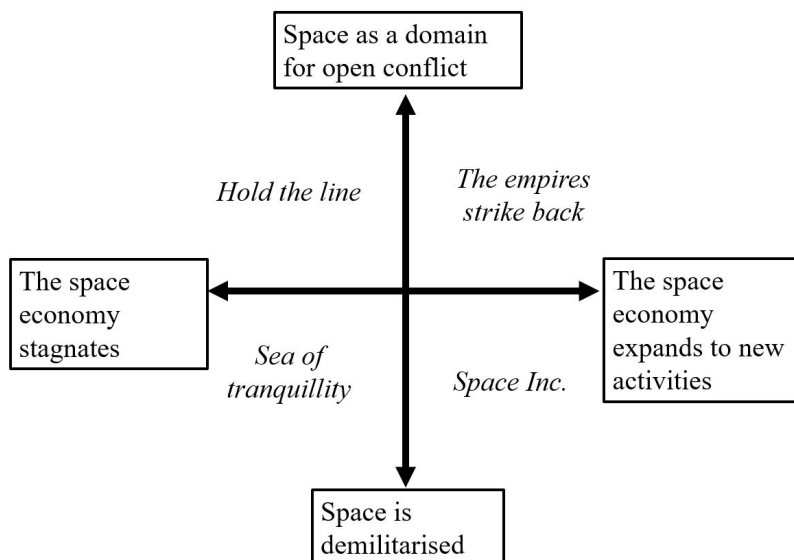 Space as a domain
for open conflict
Hold the line
The empires
strike back
The space
economy
stagnates
The space
economy
expands to new
activities
Sea of
tranquillity
Space Inc.
Space is
demilitarised